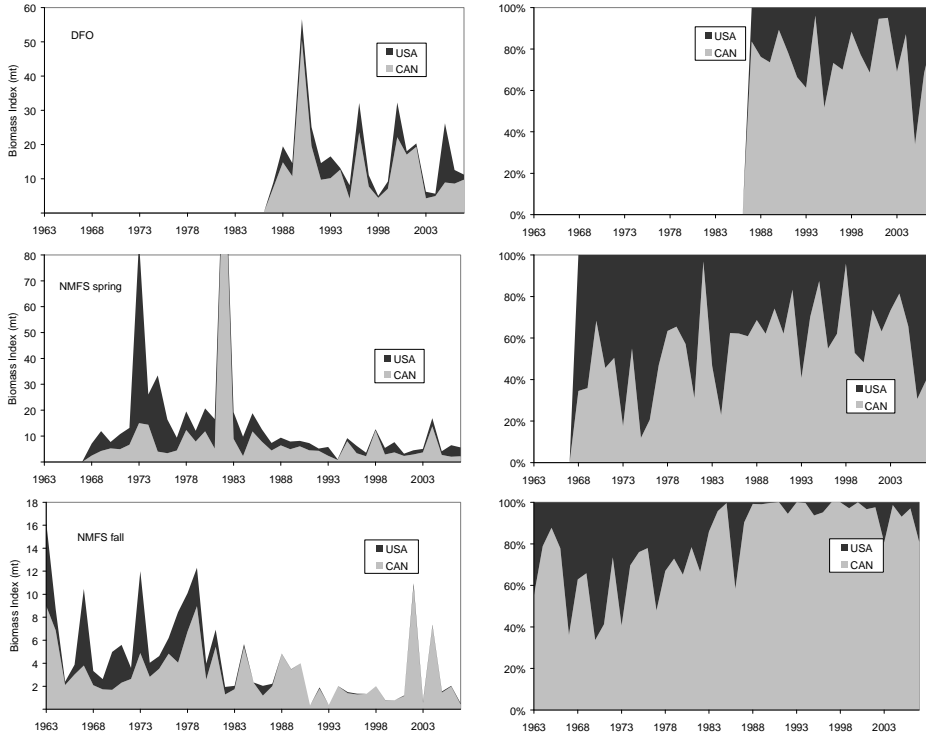 DFO
USA
CAN
Biomass Index (mt)
60
50
40
30
20
10
1963 1968 1973 1978 1983 1988 1993 1998 2003
USA
CAN
100%
80%
60%
40%
20%
0%
1963 1968 1973 1978 1983 1988 1993 1998 2003
NMFS spring
USA
CAN
Biomass Index (mt)
80
70
60
50
40
30
20
10
1963 1968 1973 1978 1983 1988 1993 1998 2003
USA
CAN
100%
80%
60%
40%
20%
0%
1963 1968 1973 1978 1983 1988 1993 1998 2003
NMFS fall
USA
CAN
Biomass Index (mt)
18
16
14
12
10
8
6
4
2
1963 1968 1973 1978 1983 1988 1993 1998 2003
USA
CAN
100%
80%
60%
40%
20%
0%
1963 1968 1973 1978 1983 1988 1993 1998 2003